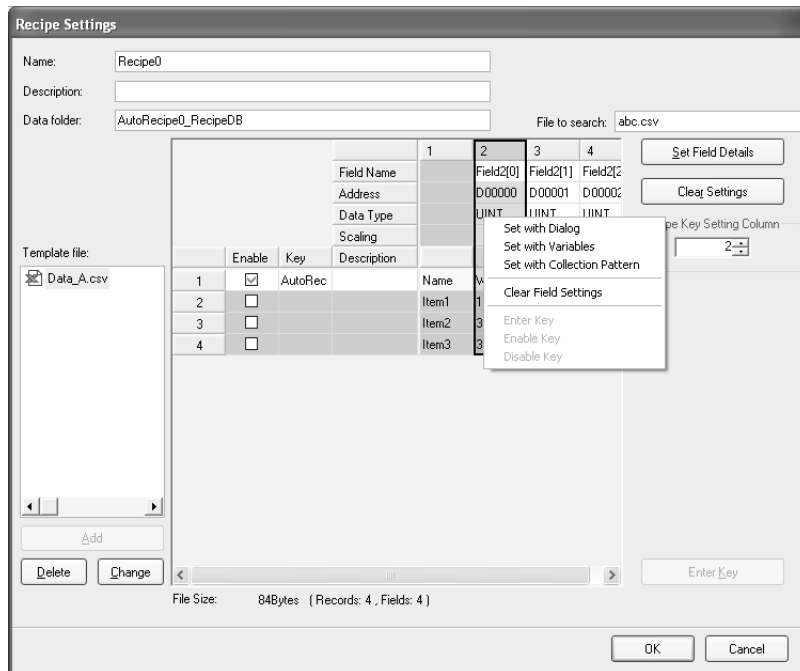 Recipe Settings
Name: Recipe0
Description:
Data folder: AutoRecipe0_RecipeDB File to search: abc.csv
1 2 3 4 Set Field Details
Field Name Field2[0] Field2[1] Field2[2
Address D00000 D00001 D00002 Clear Settings
Data Type UINT UINT UINT
Scaling pe Key Setting Column
Template file: Enable Key Description 2
Set with Dialog
Set with Variables
Set with Collection Pattern
Clear Field Settings
Enter Key
Enable Key
Disable Key
Data_A.csv
1 AutoRec Name
2 Item1 1
3 Item2 3
4 Item3 3
Add
Delete Change Enter Key
File Size: 84Bytes ( Records: 4 , Fields: 4 )
OK Cancel